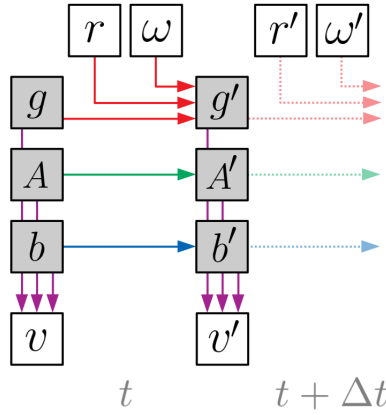 r ω r′ ω′
g g′
A A′
b b′
v v′
t t + Δt